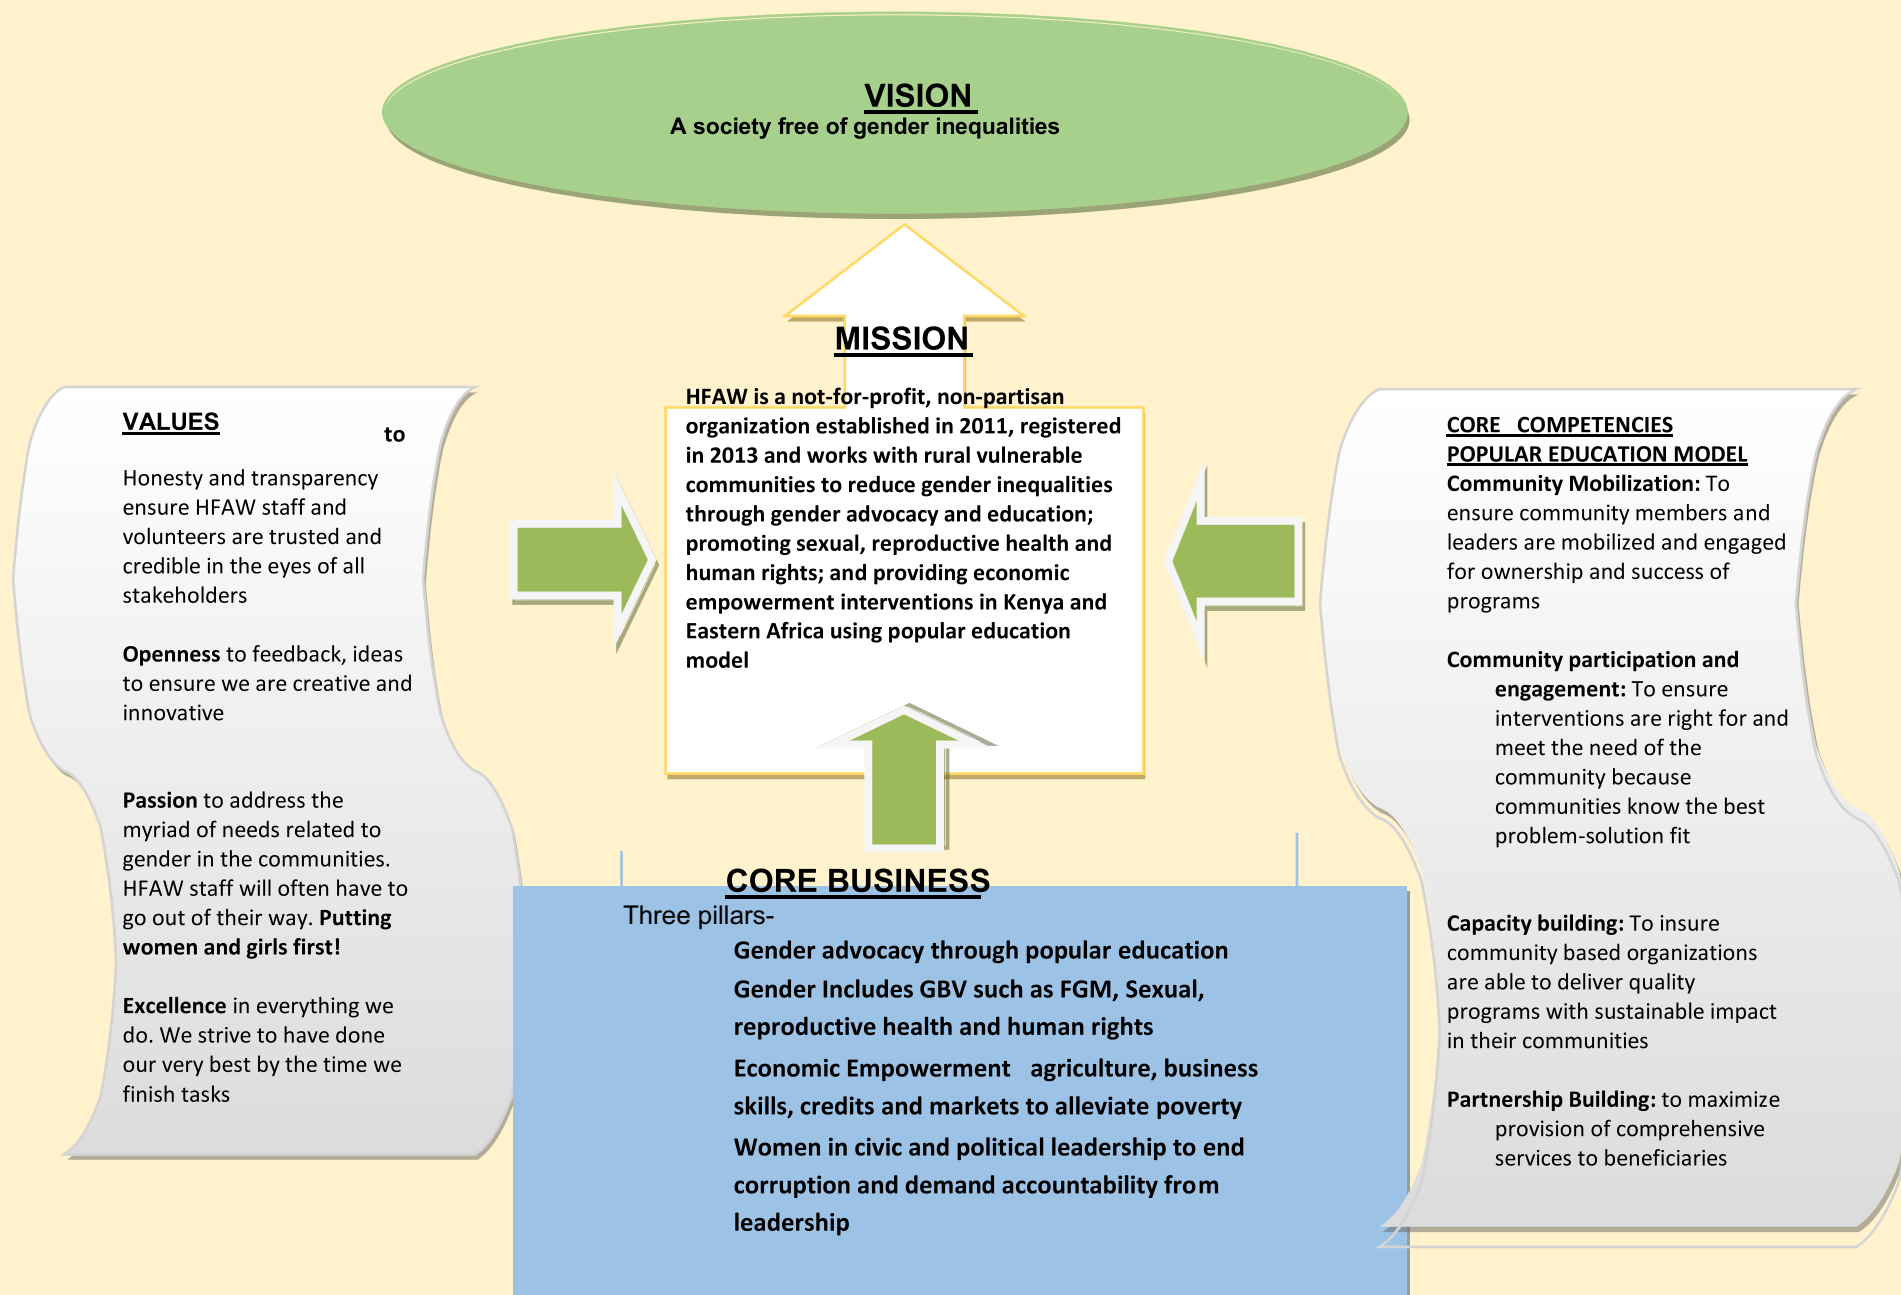 VISION
A society free of gender inequalities
MISSION
HFAW is a not-for-profit, non-partisan
organization established in 2011, registered
in 2013 and works with rural vulnerable
communities to reduce gender inequalities
through gender advocacy and education;
promoting sexual, reproductive health and
human rights; and providing economic
empowerment interventions in Kenya and
Eastern Africa using popular education
model
VALUES
to
Honesty and transparency
ensure HFAW staff and
volunteers are trusted and
credible in the eyes of all
stakeholders
Openness to feedback, ideas
to ensure we are creative and
innovative
Passion to address the
myriad of needs related to
gender in the communities.
HFAW staff will often have to
go out of their way. Putting
women and girls first!
Excellence in everything we
do. We strive to have done
our very best by the time we
finish tasks
CORE COMPETENCIES
POPULAR EDUCATION MODEL
Community Mobilization: To
ensure community members and
leaders are mobilized and engaged
for ownership and success of
programs
Community participation and
engagement: To ensure
interventions are right for and
meet the need of the
community because
communities know the best
problem-solution fit
Capacity building: To insure
community based organizations
are able to deliver quality
programs with sustainable impact
in their communities
Partnership Building: to maximize
provision of comprehensive
services to beneficiaries
CORE BUSINESS
Three pillars-
Gender advocacy through popular education
Gender Includes GBV such as FGM, Sexual,
reproductive health and human rights
Economic Empowerment agriculture, business
skills, credits and markets to alleviate poverty
Women in civic and political leadership to end
corruption and demand accountability from
leadership